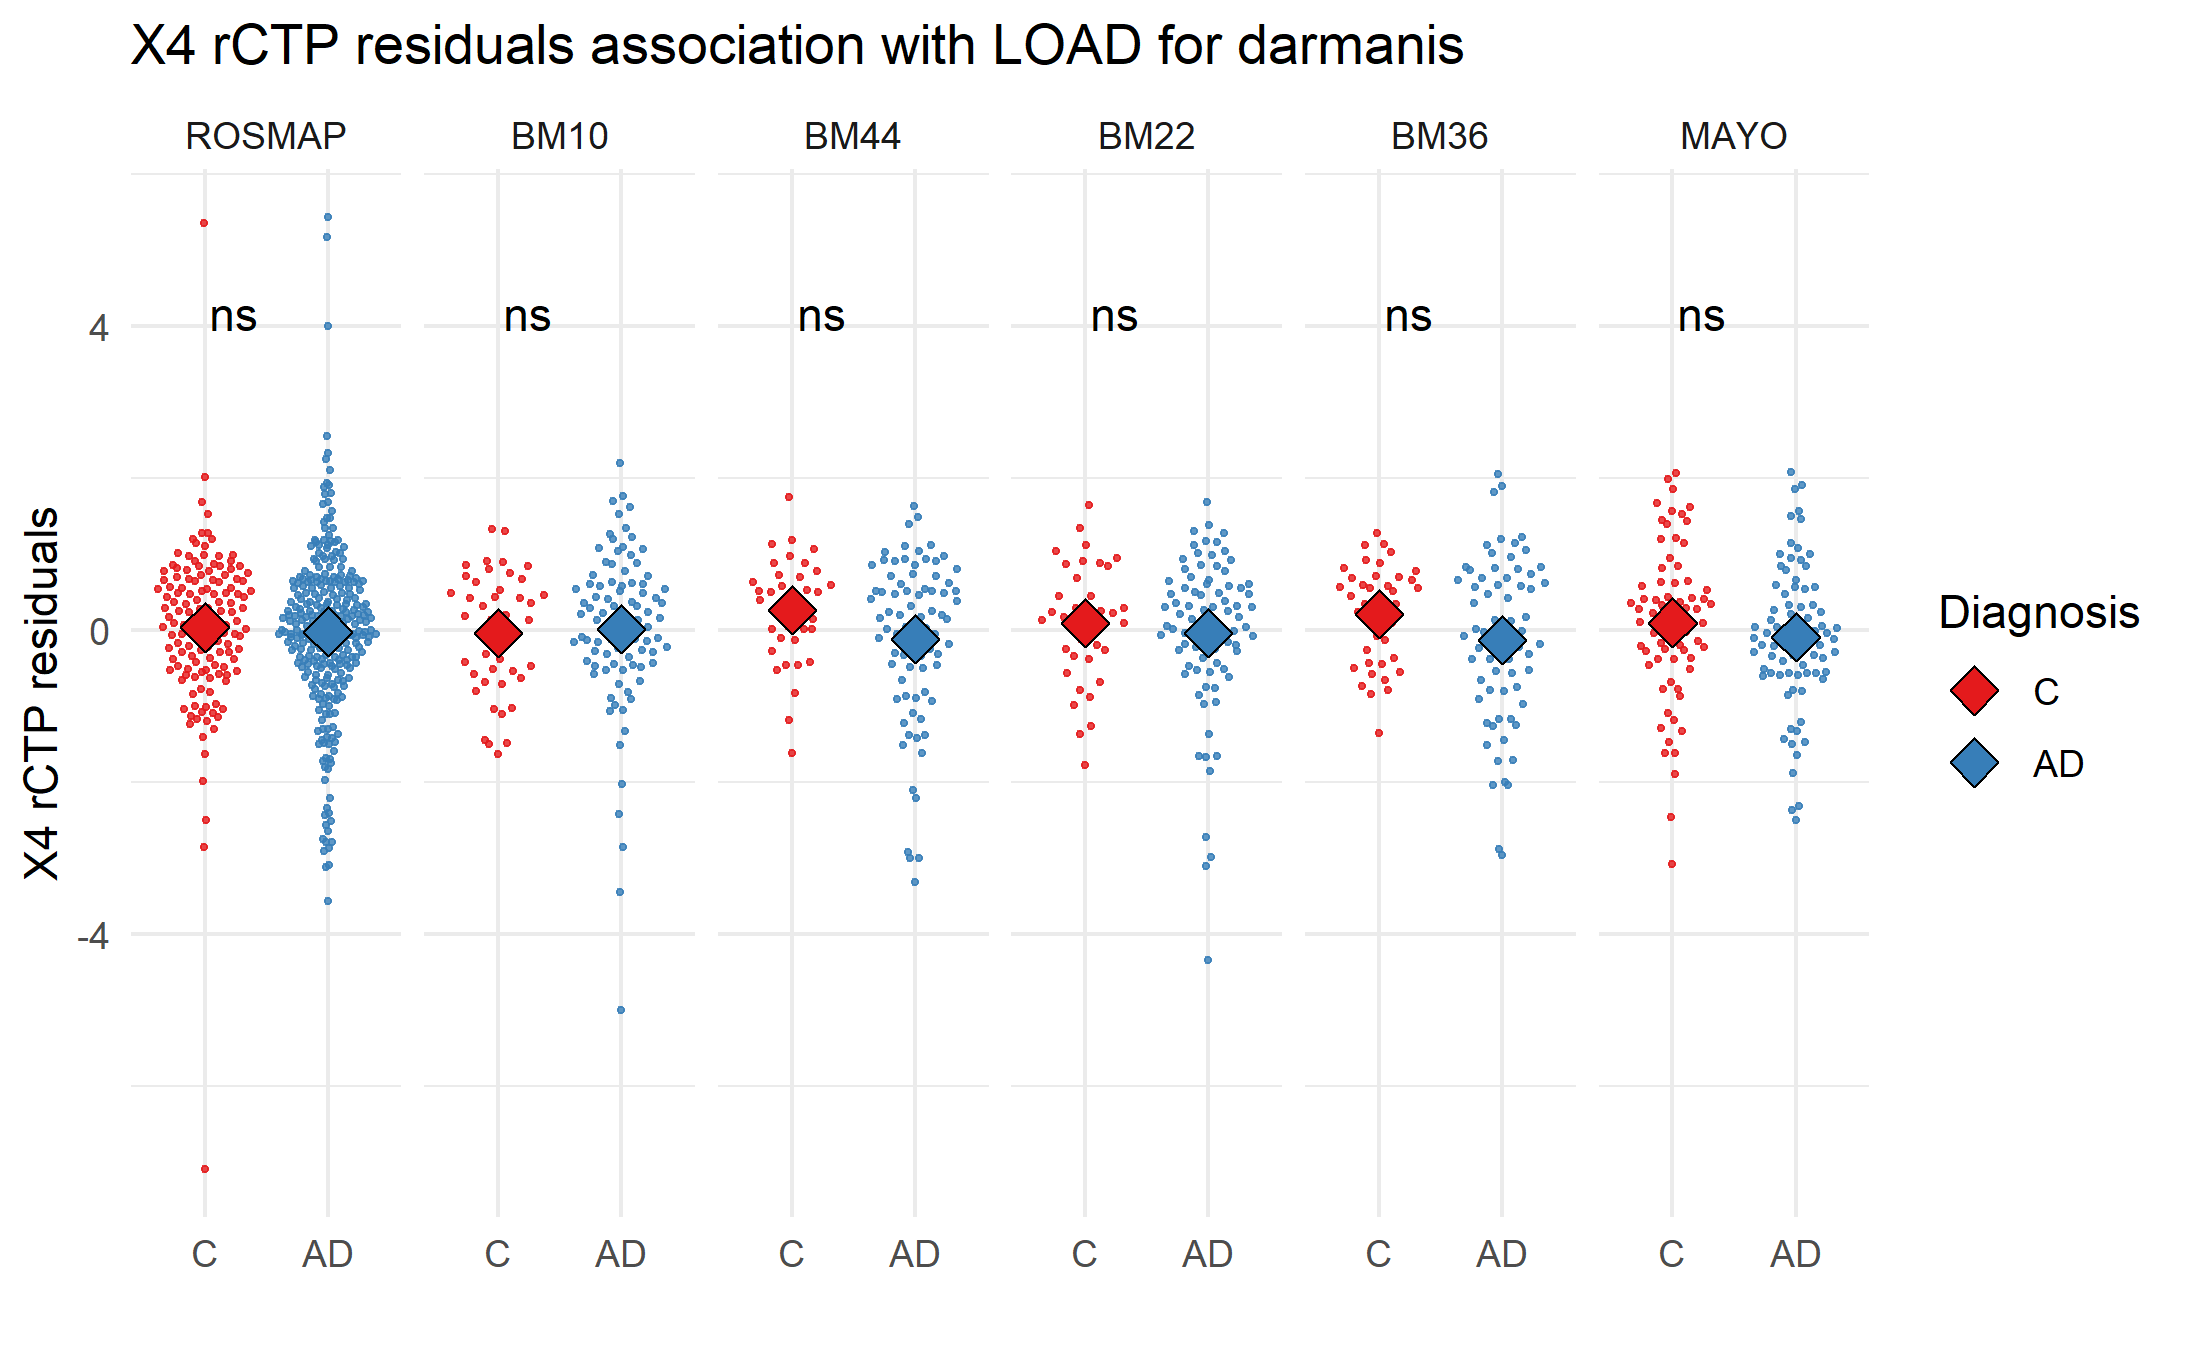 X4 rCTP residuals association with LOAD for darmanis
ROSMAP BM10 BM44 BM22 BM36 MAYO
ns ns ns ns ns ns
4
0
-4
X4 rCTP residuals
C AD C AD C AD C AD C AD C AD
Diagnosis
C
AD